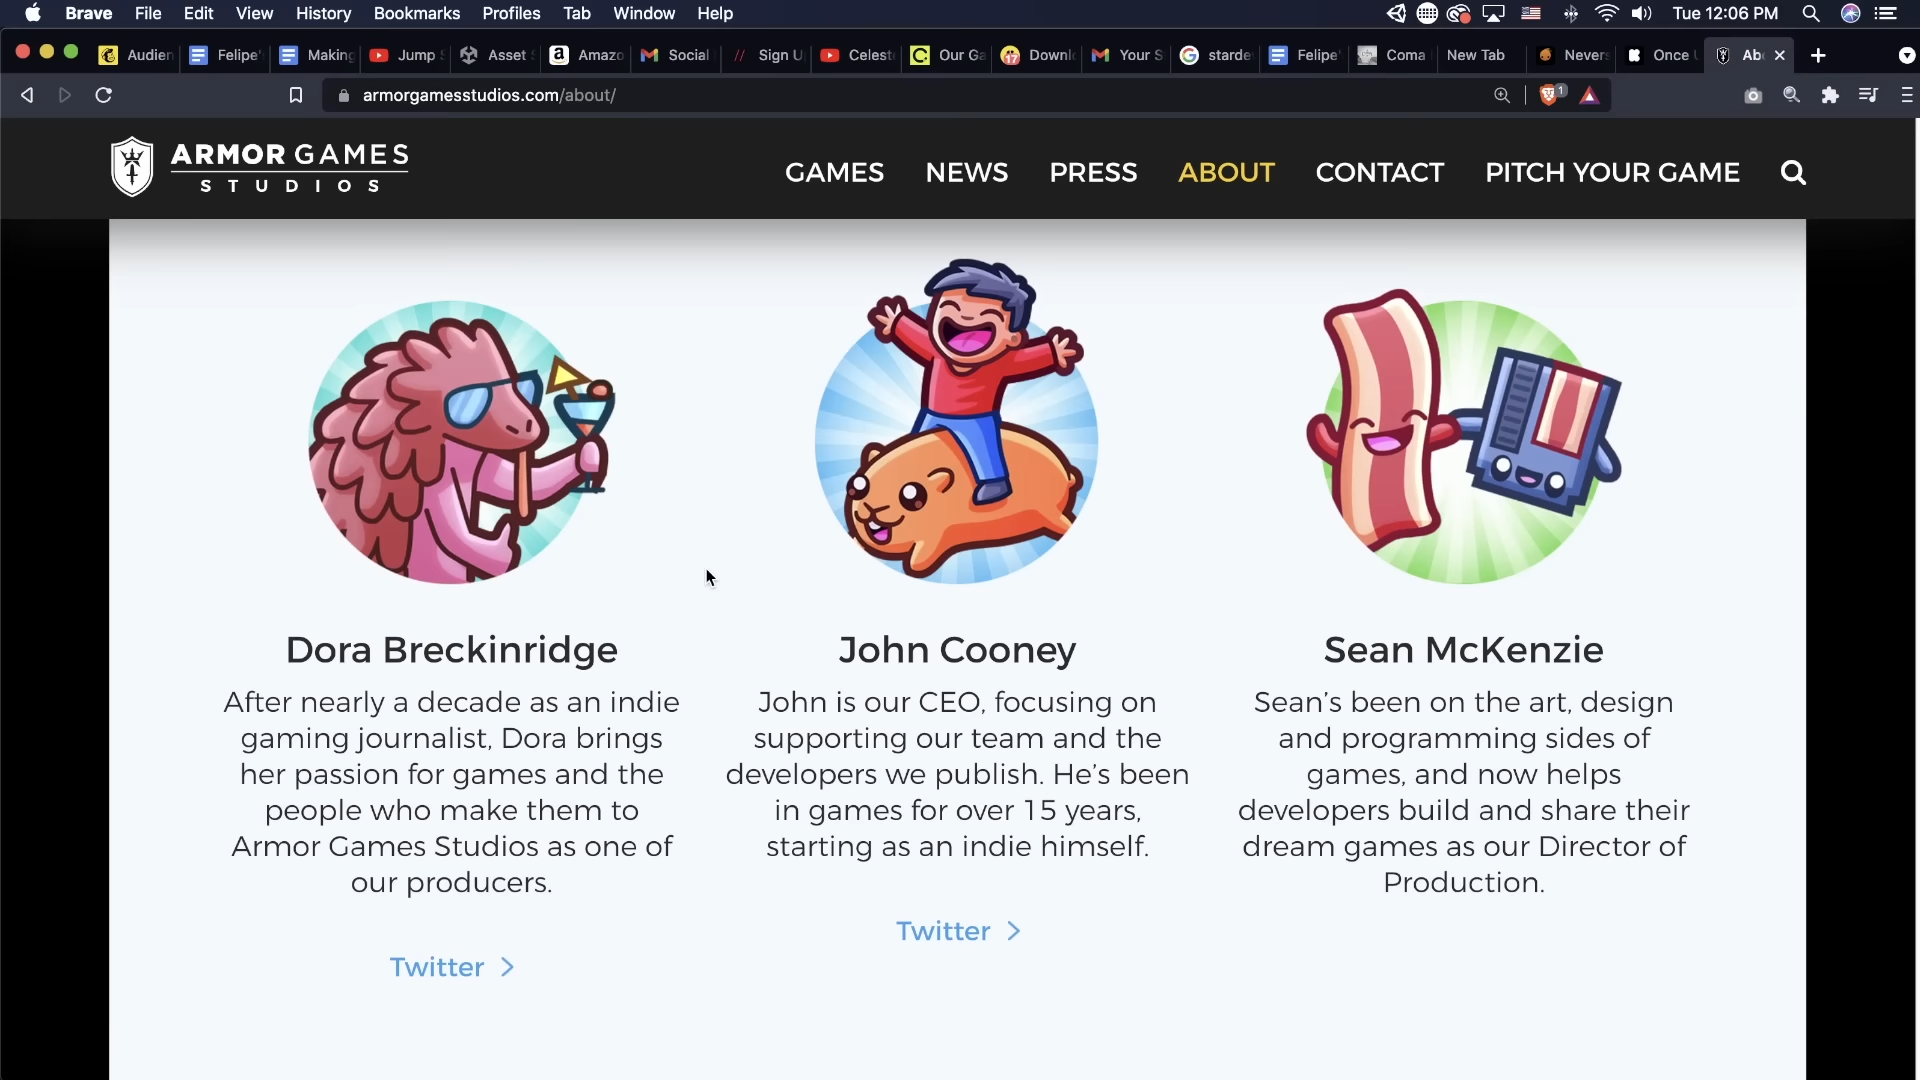 Brave File Edit View History Bookmarks Profiles Tab Window Help Tue 12:06 PM
Audien Felipe' Making Jump Asset Amazo Social Sign U Celest Our Ga Downl Your S starde Felipe' Coma New Tab Nevers Once Abo
armorgamesstudios.com/about/ 1
ARMOR GAMES
STUDIOS
GAMES NEWS PRESS ABOUT CONTACT PITCH YOUR GAME
Dora Breckinridge
After nearly a decade as an indie
gaming journalist, Dora brings
her passion for games and the
people who make them to
Armor Games Studios as one of
our producers.
Twitter >
John Cooney
John is our CEO, focusing on
supporting our team and the
developers we publish. He's been
in games for over 15 years,
starting as an indie himself.
Twitter >
Sean McKenzie
Sean's been on the art, design
and programming sides of
games, and now helps
developers build and share their
dream games as our Director of
Production.